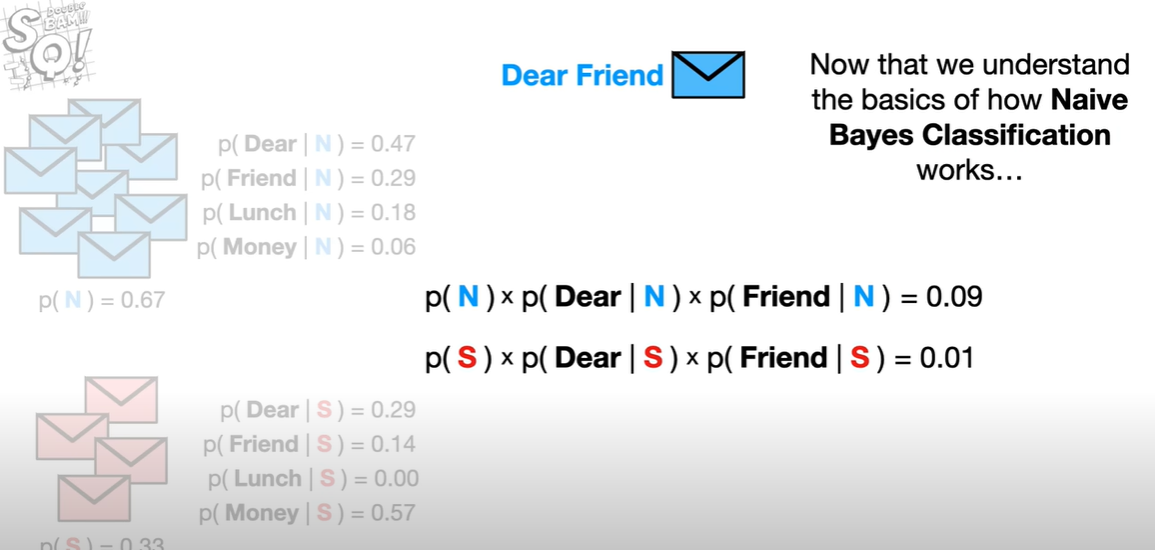 DOUBLE
BAM!!!
SQ!
Dear Friend
Now that we understand
the basics of how Naive
Bayes Classification
works…
p( Dear | N ) = 0.47
p( Friend | N ) = 0.29
p( Lunch | N ) = 0.18
p( Money | N ) = 0.06
p( N ) = 0.67
p( N ) × p( Dear | N ) × p( Friend | N ) = 0.09
p( S ) × p( Dear | S ) × p( Friend | S ) = 0.01
p( Dear | S ) = 0.29
p( Friend | S ) = 0.14
p( Lunch | S ) = 0.00
p( Money | S ) = 0.57
p( S ) = 0.33